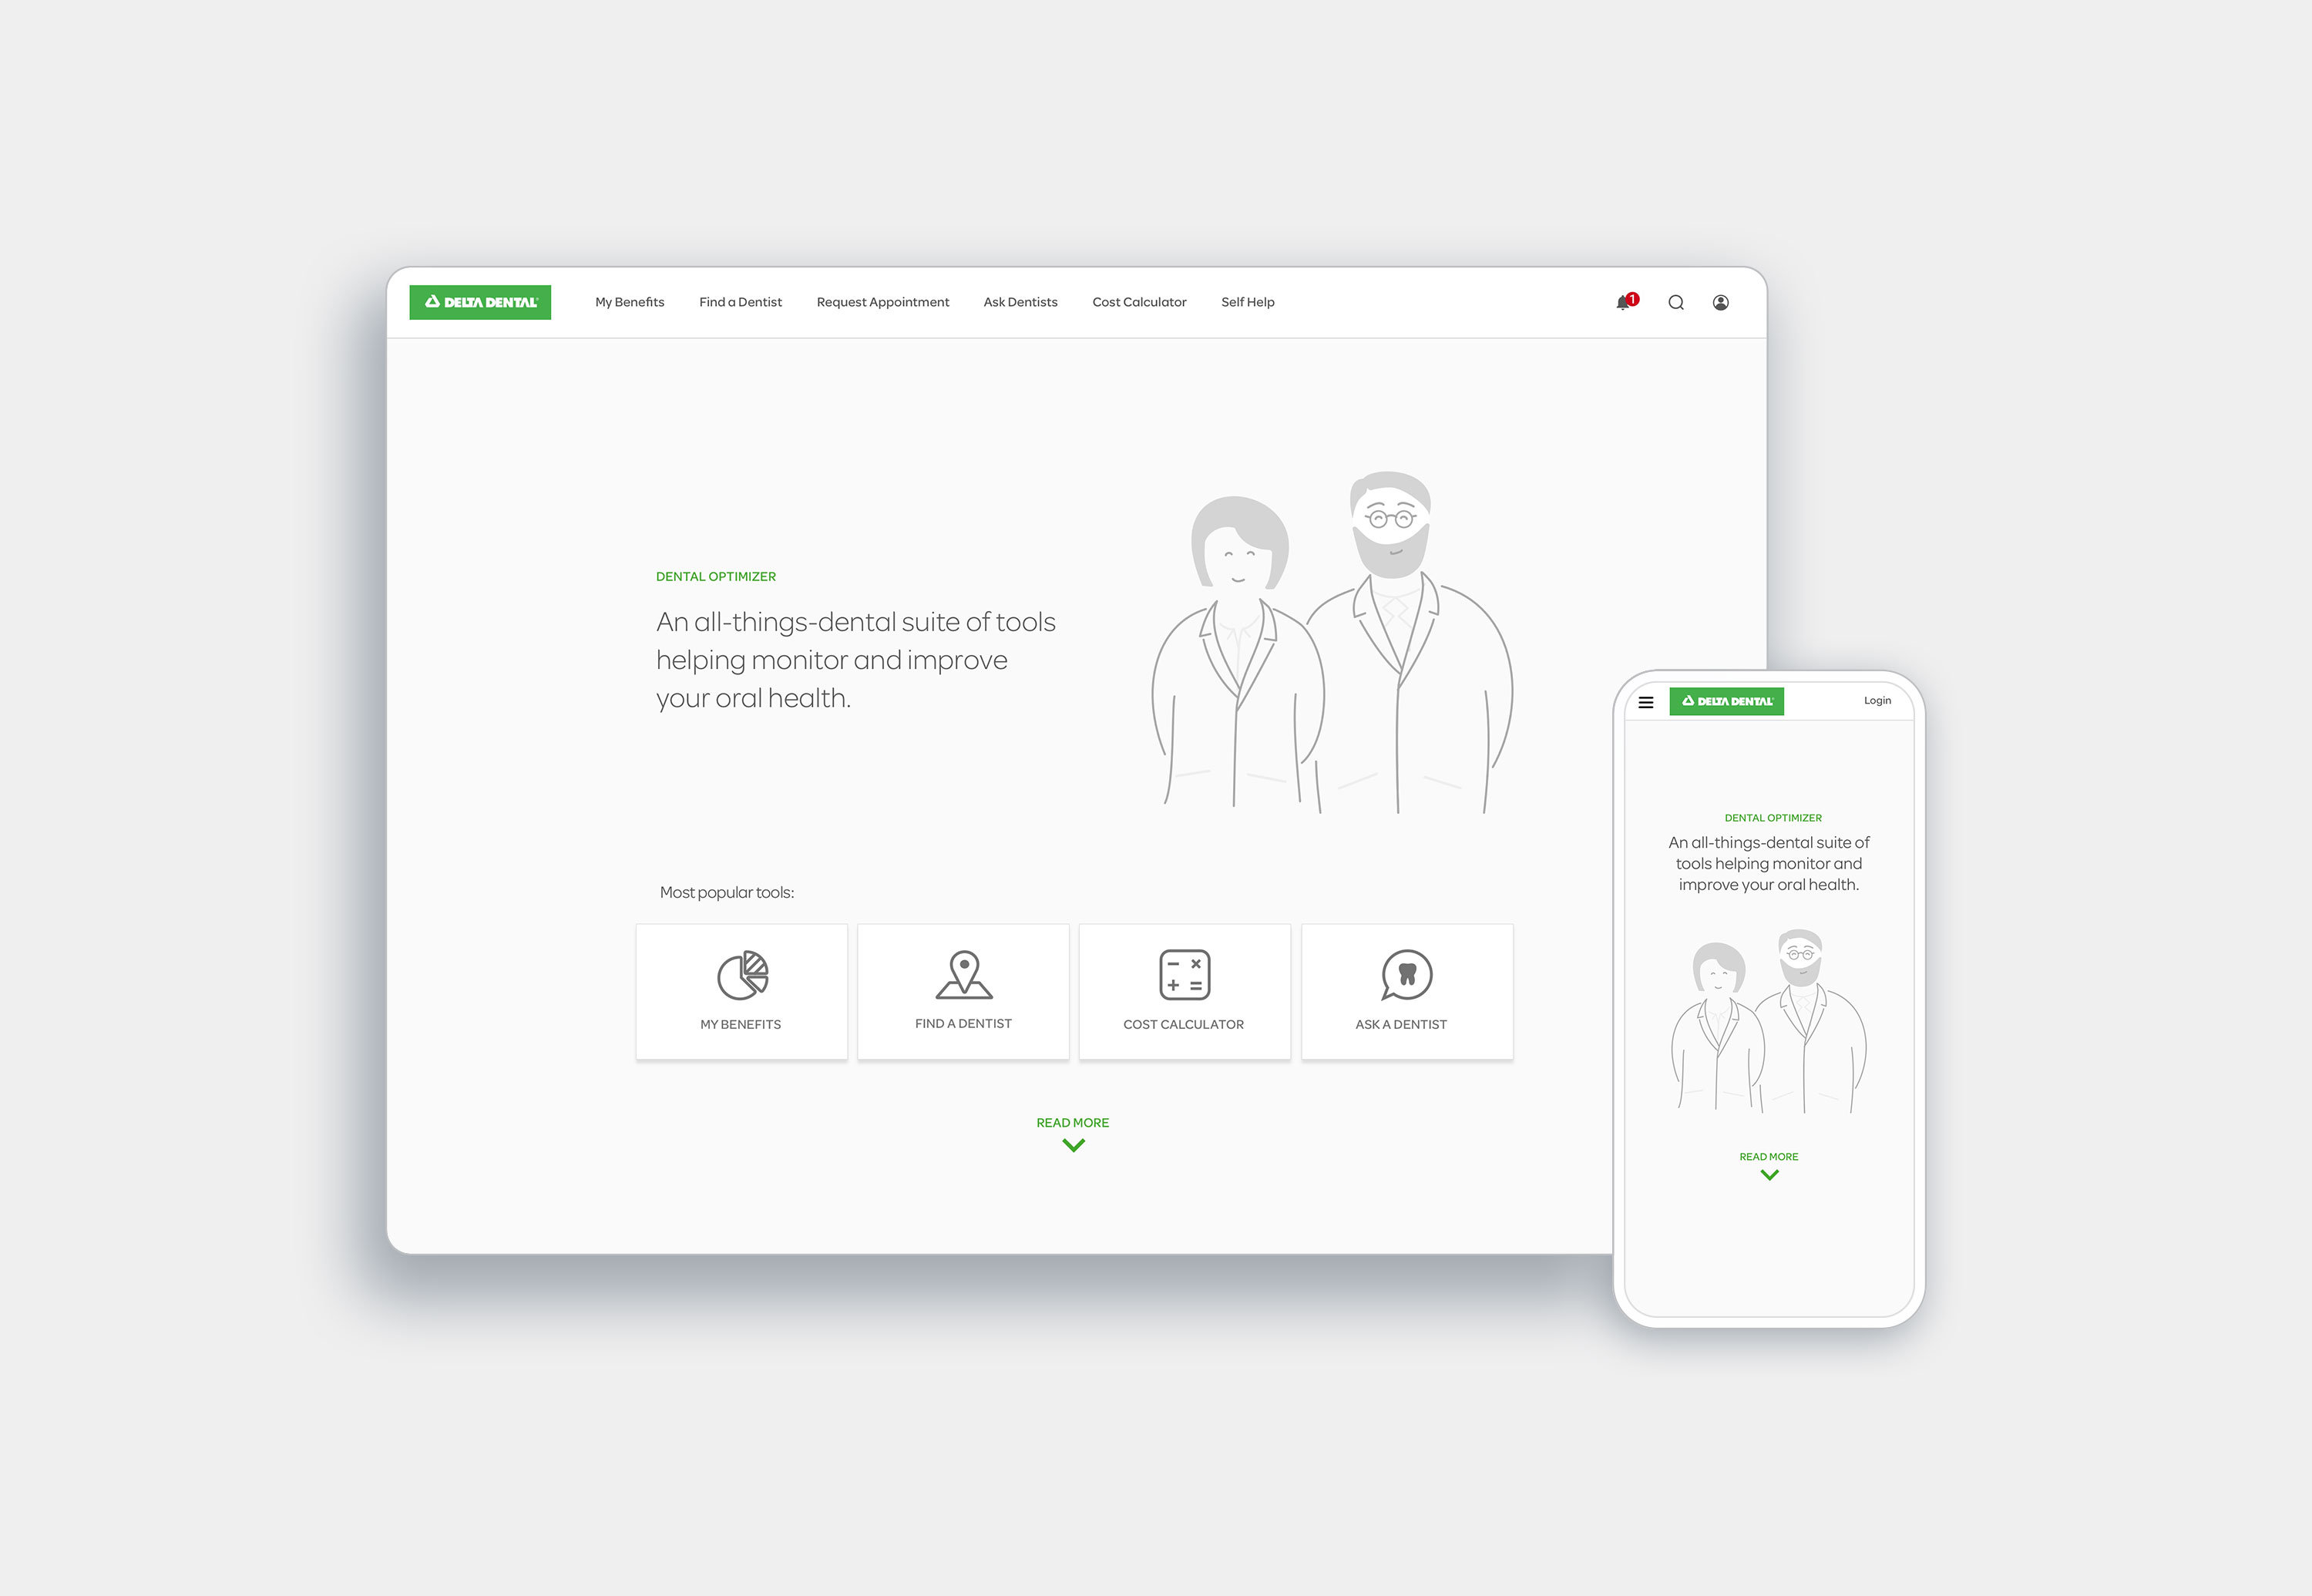 DELTA DENTAL
My Benefits
Find a Dentist
Request Appointment
Ask Dentists
Cost Calculator
Self Help
1
DENTAL OPTIMIZER
An all-things-dental suite of tools
helping monitor and improve
your oral health.
Most popular tools:
MY BENEFITS
FIND A DENTIST
COST CALCULATOR
ASK A DENTIST
READ MORE
DELTA DENTAL
Login
DENTAL OPTIMIZER
An all-things-dental suite of
tools helping monitor and
improve your oral health.
READ MORE